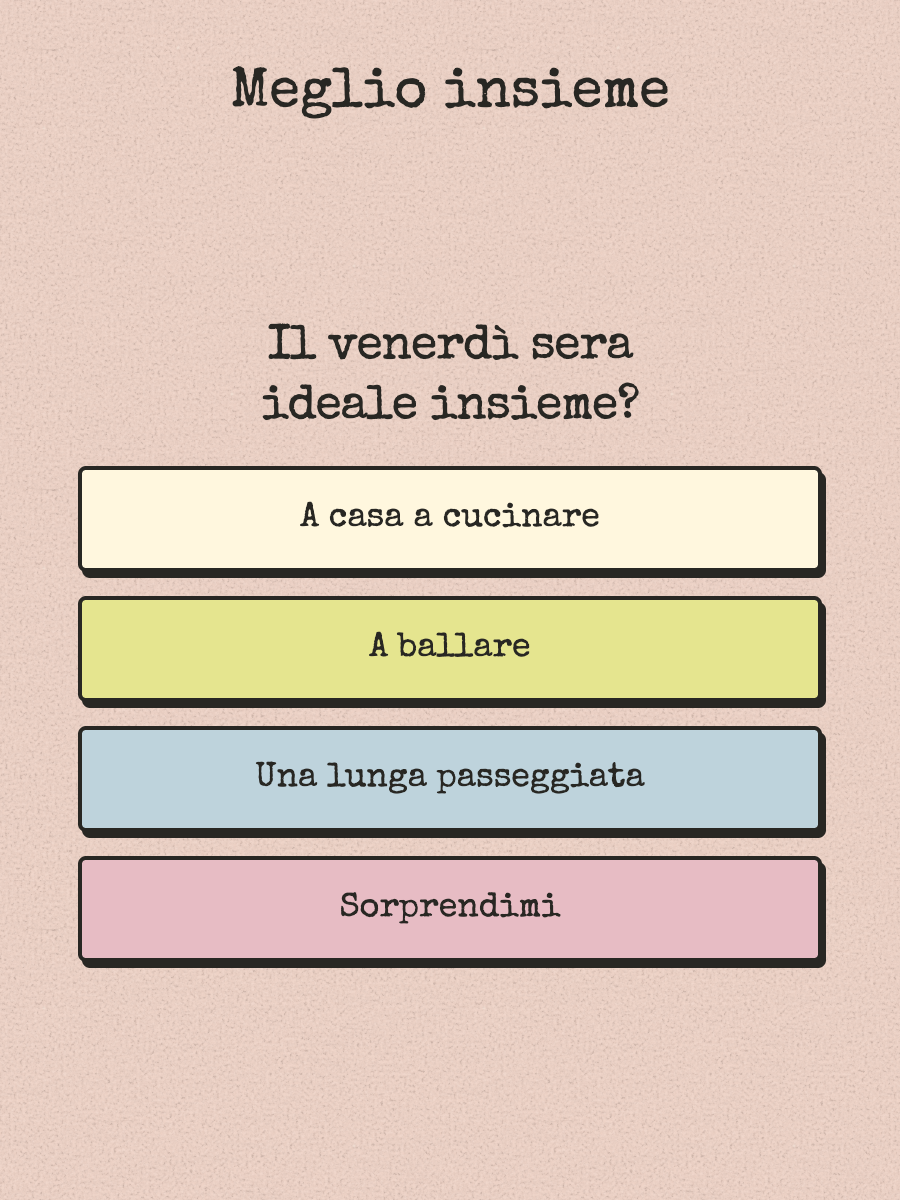 Meglio insieme
Il venerdì sera
ideale insieme?
A casa a cucinare
A ballare
Una lunga passeggiata
Sorprendimi